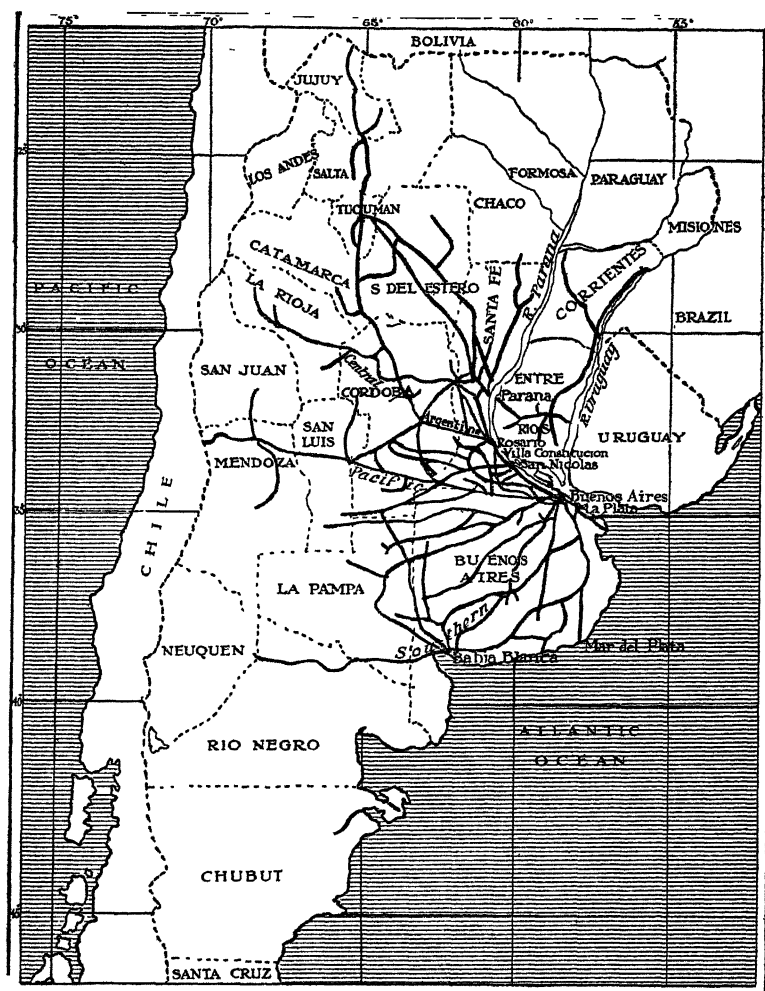 75° 70° 65° 60° 55°
BOLIVIA
JUJUY
25
LOS ANDES
SALTA
FORMOSA
PARAGUAY
TUCUMAN
CHACO
MISIONES
CATAMARCA
R. Parana
CORRIENTES
LA RIOJA
S DEL ESTERO
SANTA FE
PACIFIC
OCEAN
30
BRAZIL
SAN JUAN
Central
CORDOBA
ENTRE
RIOS
Parana
R. Uruguay
Argentine
SAN
LUIS
Rosario
URUGUAY
Villa Constitucion
San Nicolas
MENDOZA
Pacific
CHILE
35
Buenos Aires
La Plata
BUENOS
AIRES
LA PAMPA
Southern
NEUQUEN
Mar del Plata
Bahia Blanca
40
RIO NEGRO
ATLANTIC
OCEAN
CHUBUT
45
SANTA CRUZ